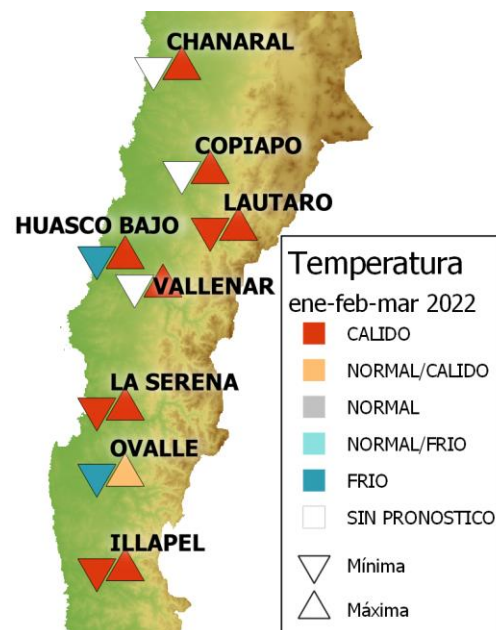 CHANARAL
COPIAPO
LAUTARO
HUASCO BAJO
VALLENAR
LA SERENA
OVALLE
ILLAPEL
Temperatura
ene-feb-mar 2022
CALIDO
NORMAL/CALIDO
NORMAL
NORMAL/FRIO
FRIO
SIN PRONOSTICO
Mínima
Máxima